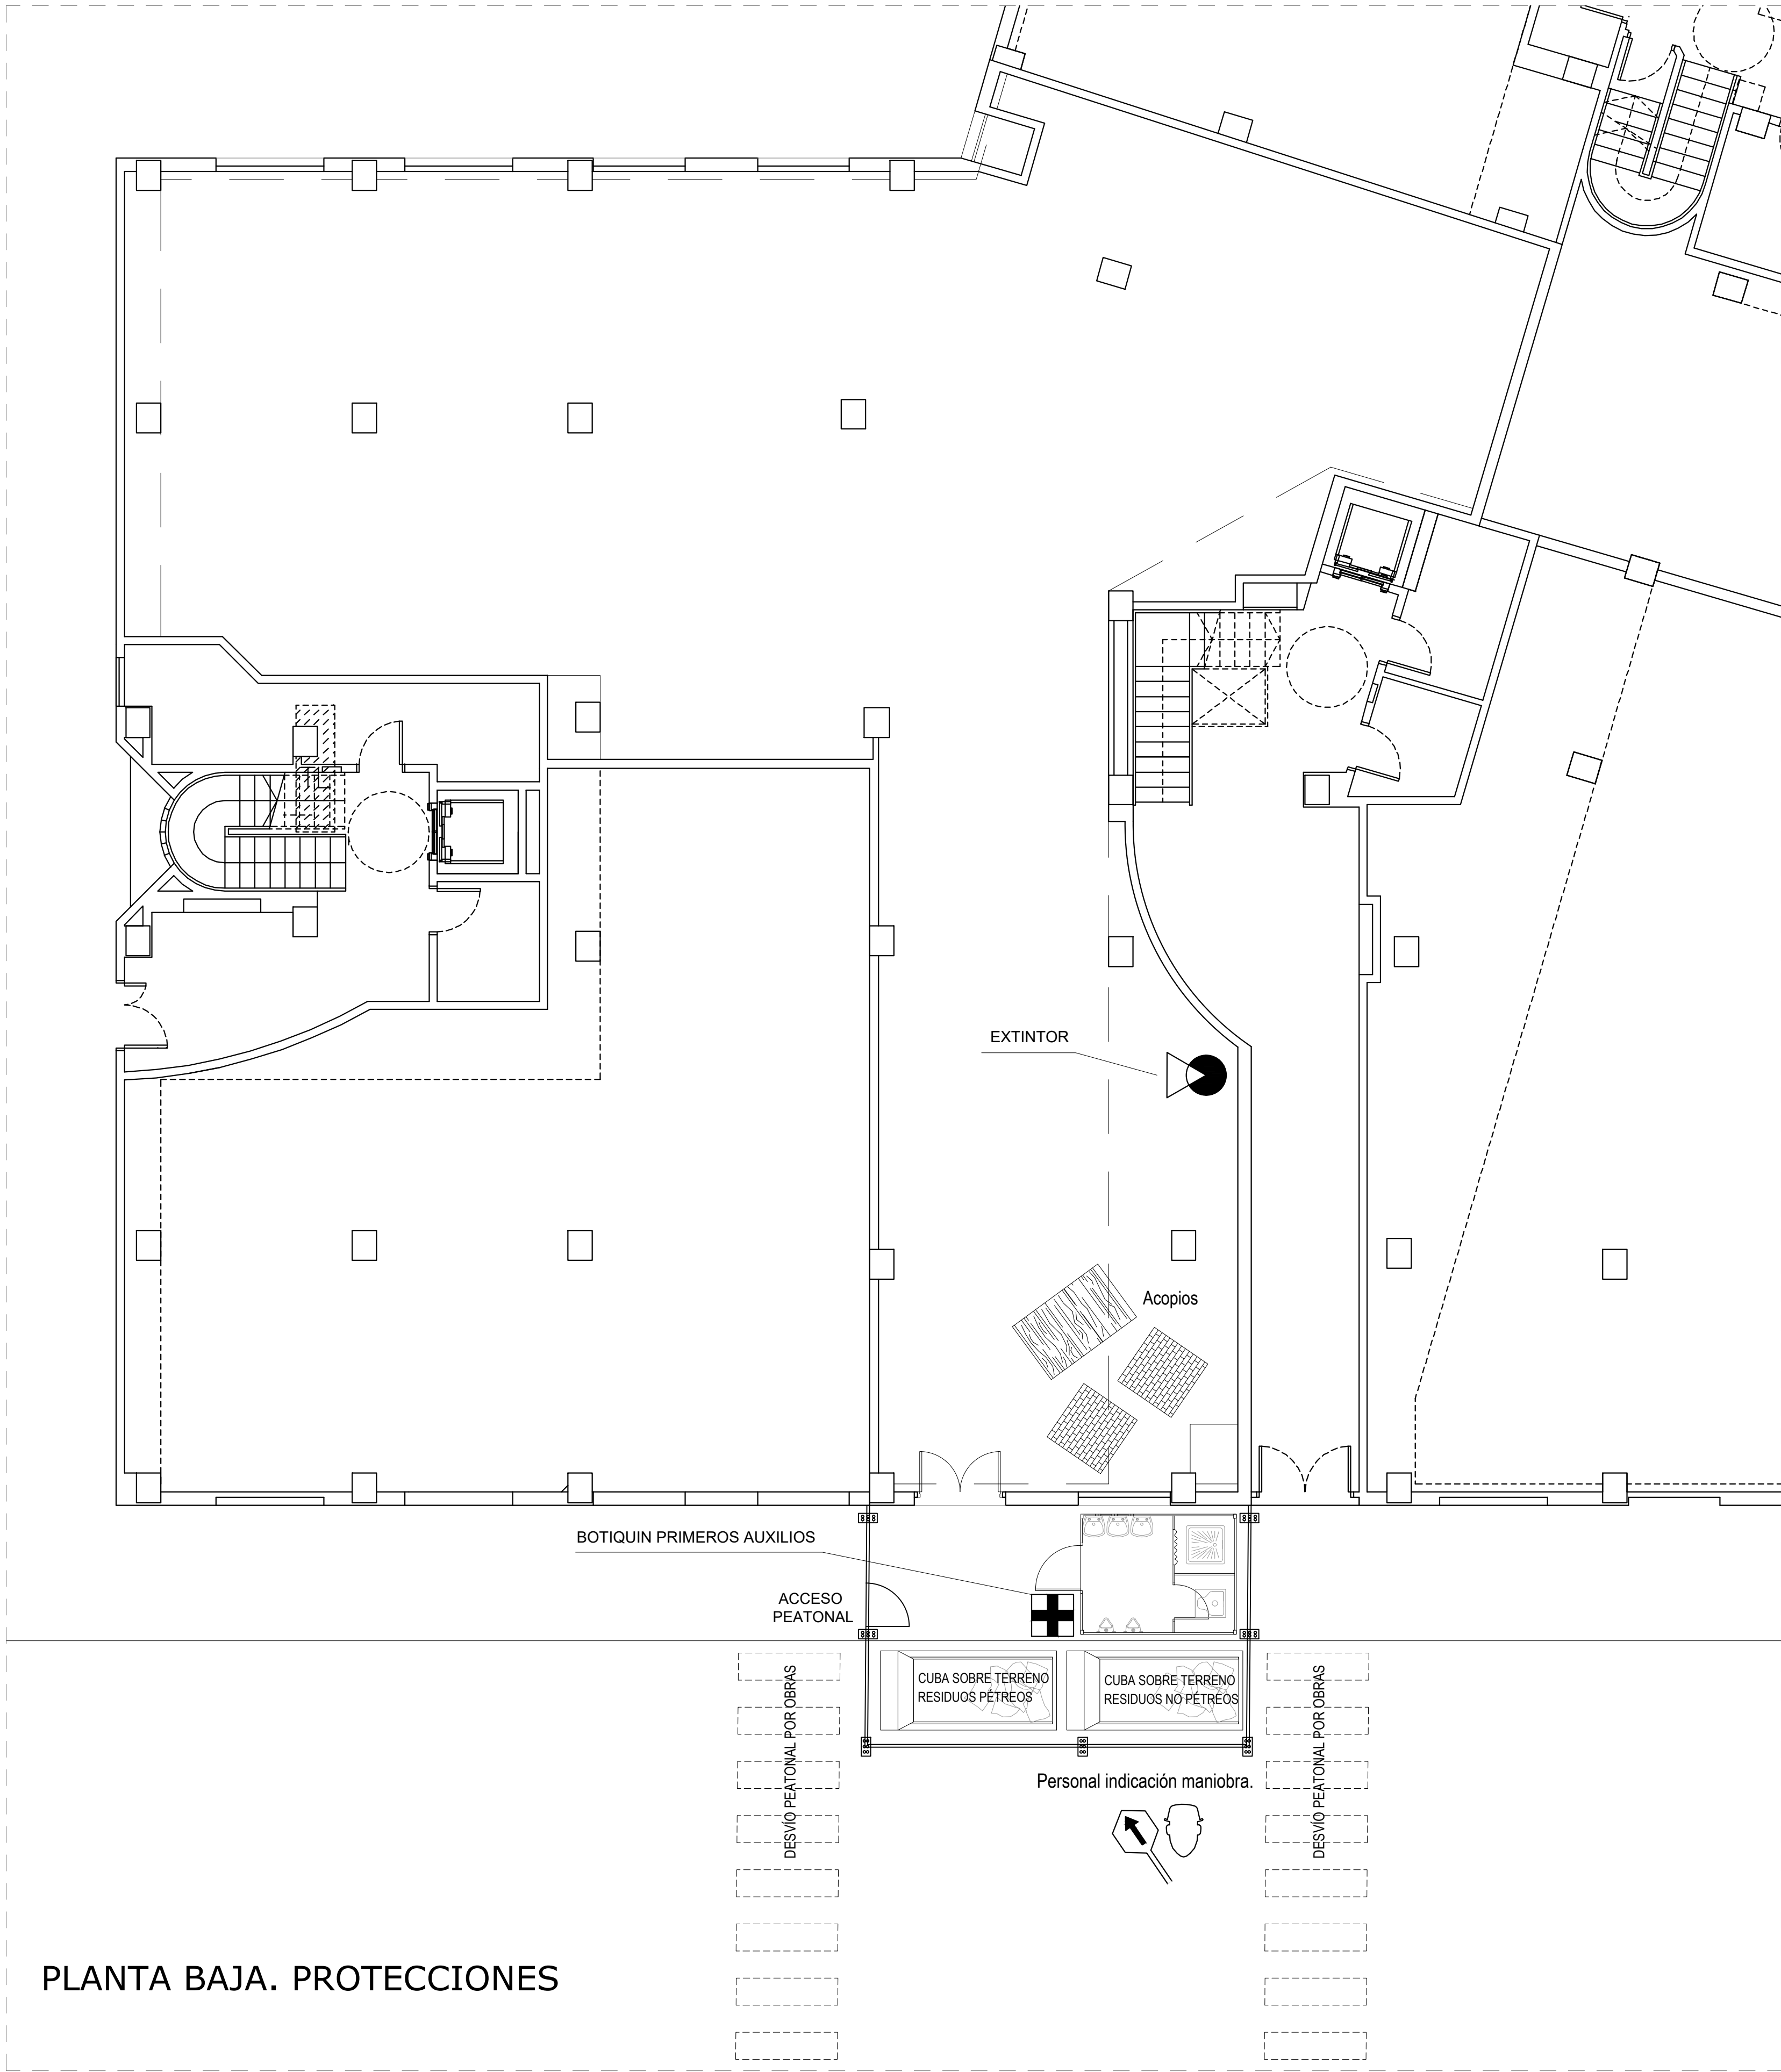 EXTINTOR
Acopios
BOTIQUIN PRIMEROS AUXILIOS
ACCESO
PEATONAL
DESVÍO PEATONAL POR OBRAS
CUBA SOBRE TERRENO
RESIDUOS PÉTREOS
CUBA SOBRE TERRENO
RESIDUOS NO PÉTREOS
DESVÍO PEATONAL POR OBRAS
Personal indicación maniobra.
PLANTA BAJA. PROTECCIONES